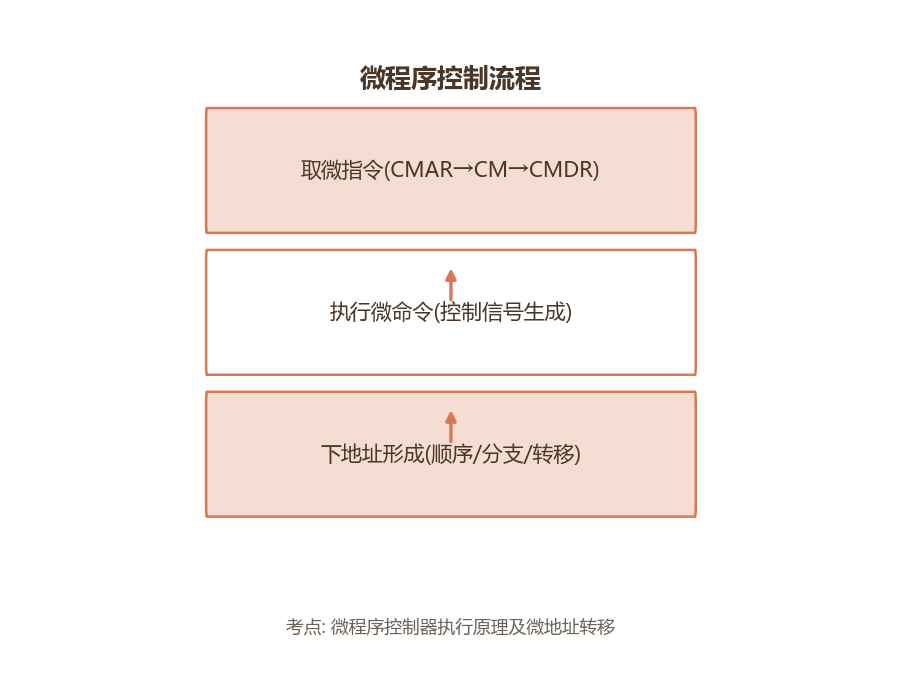 微程序控制流程
取微指令(CMAR→CM→CMDR)
执行微命令(控制信号生成)
下地址形成(顺序/分支/转移)
考点: 微程序控制器执行原理及微地址转移